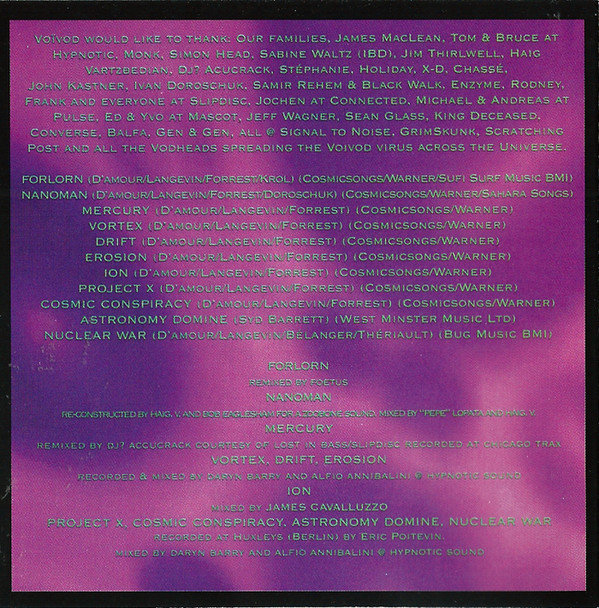 Voïvod would like to thank: Our families, James MacLean, Tom & Bruce at
Hypnotic, Monk, Simon Head, Sabine Waltz (IBD), Jim Thirlwell, Haig
Vartzbedian, DJ? Acucrack, Stéphanie, Holiday, X-D, Chassé,
John Kastner, Ivan Doroschuk, Samir Rehem & Black Walk, Enzyme, Rodney,
Frank and everyone at Slipdisc, Jochen at Connected, Michael & Andreas at
Pulse, Ed & Yvo at Mascot, Jeff Wagner, Sean Glass, King Deceased,
Converse, Balfa, Gen & Gen, all @ Signal to Noise, GrimSkunk, Scratching
Post and all the Vodheads spreading the Voivod virus across the Universe.
FORLORN (D'amour/Langevin/Forrest/Krol) (Cosmicsongs/Warner/Sufi Surf Music BMI)
NANOMAN (D'amour/Langevin/Forrest/Doroschuk) (Cosmicsongs/Warner/Sahara Songs)
MERCURY (D'amour/Langevin/Forrest) (Cosmicsongs/Warner)
VORTEX (D'amour/Langevin/Forrest) (Cosmicsongs/Warner)
DRIFT (D'amour/Langevin/Forrest) (Cosmicsongs/Warner)
EROSION (D'amour/Langevin/Forrest) (Cosmicsongs/Warner)
ION (D'amour/Langevin/Forrest) (Cosmicsongs/Warner)
PROJECT X (D'amour/Langevin/Forrest) (Cosmicsongs/Warner)
COSMIC CONSPIRACY (D'amour/Langevin/Forrest) (Cosmicsongs/Warner)
ASTRONOMY DOMINE (Syd Barrett) (West Minster Music Ltd)
NUCLEAR WAR (D'amour/Langevin/Bélanger/Thériault) (Bug Music BMI)
FORLORN
REMIXED BY FOETUS
NANOMAN
RE-CONSTRUCTED BY HAIG. V. AND BOB EAGLESHAM FOR A ZOOBONE SOUND. MIXED BY "PEPE" LOPATA AND HAIG. V.
MERCURY
REMIXED BY DJ? ACCUCRACK COURTESY OF LOST IN BASS/SLIPDISC RECORDED AT CHICAGO TRAX
VORTEX, DRIFT, EROSION
RECORDED & MIXED BY DARYN BARRY AND ALFIO ANNIBALINI @ HYPNOTIC SOUND
ION
MIXED BY JAMES CAVALLUZZO
PROJECT X, COSMIC CONSPIRACY, ASTRONOMY DOMINE, NUCLEAR WAR
RECORDED AT HUXLEYS (BERLIN) BY ERIC POITEVIN.
MIXED BY DARYN BARRY AND ALFIO ANNIBALINI @ HYPNOTIC SOUND